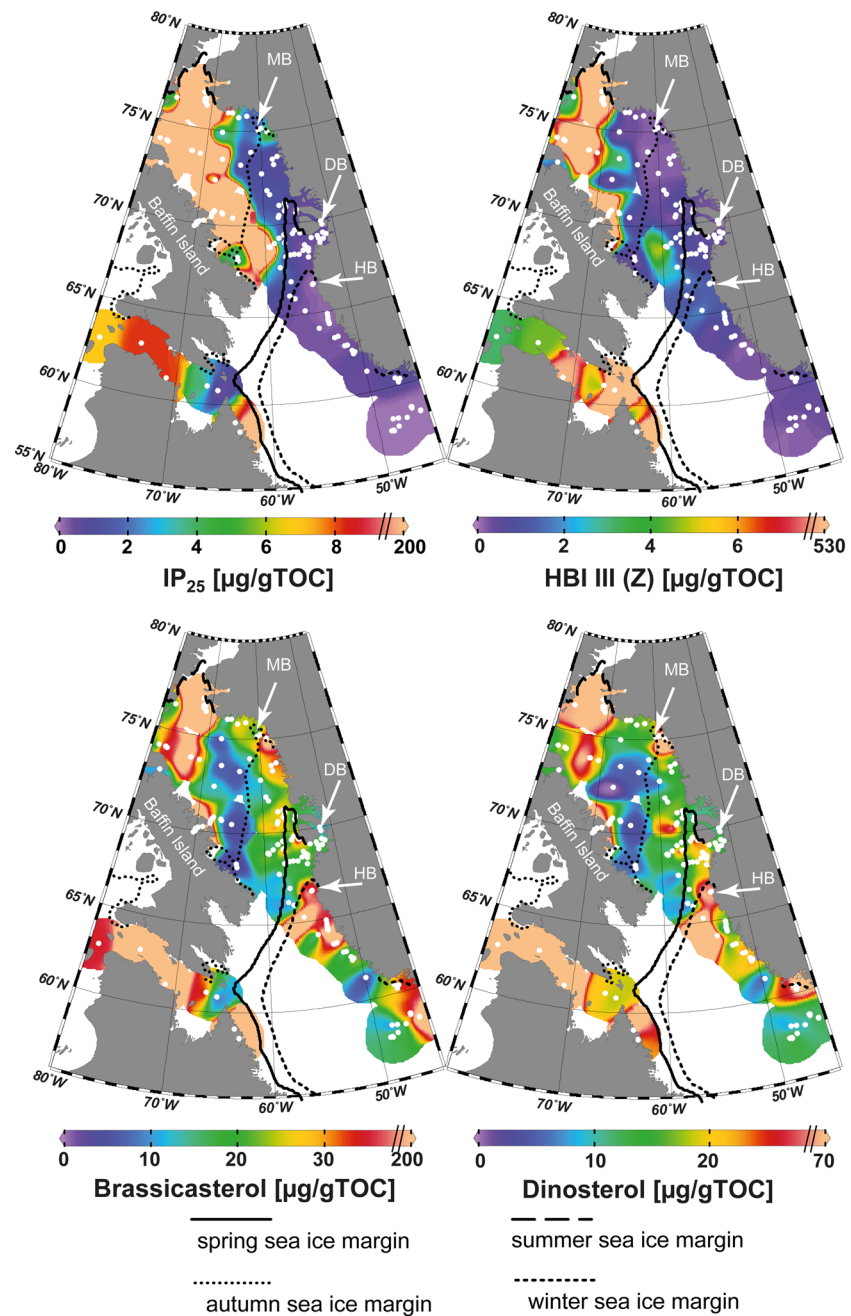 80˚N
80˚N
MB
MB
75˚N
75˚N
DB
DB
70˚N
70˚N
Baffin Island
Baffin Island
HB
HB
65˚N
65˚N
60˚N
60˚N
55˚N
80˚W
55˚N
80˚W
70˚W
60˚W
50˚W
70˚W
60˚W
50˚W
0 2 4 6 8 200
0 2 4 6 530
IP25 [µg/gTOC]
HBI III (Z) [µg/gTOC]
80˚N
80˚N
MB
MB
75˚N
75˚N
DB
DB
70˚N
70˚N
Baffin Island
Baffin Island
HB
HB
65˚N
65˚N
60˚N
60˚N
80˚W
80˚W
70˚W
60˚W
50˚W
70˚W
60˚W
50˚W
0 10 20 30 200
0 10 20 70
Brassicasterol [µg/gTOC]
Dinosterol [µg/gTOC]
spring sea ice margin
summer sea ice margin
autumn sea ice margin
winter sea ice margin